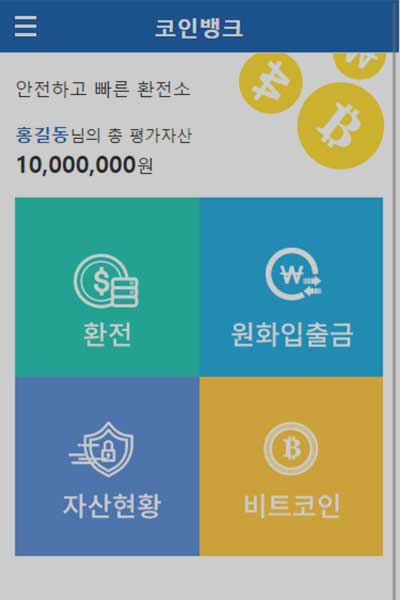 코인뱅크
안전하고 빠른 환전소
홍길동님의 총 평가자산
10,000,000원
환전
원화입출금
자산현황
비트코인